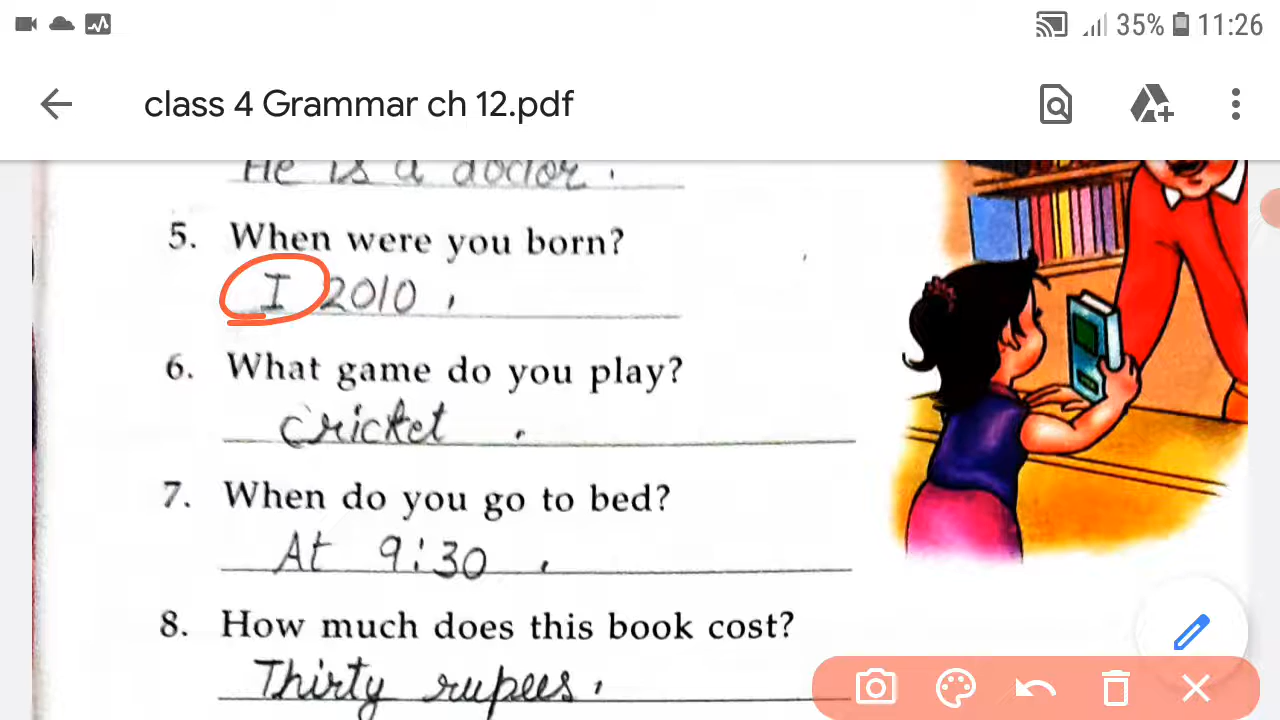 35% 11:26
class 4 Grammar ch 12.pdf
He is a doctor.
5. When were you born?
I 2010.
6. What game do you play?
cricket.
7. When do you go to bed?
At 9:30.
8. How much does this book cost?
Thirty rupees.